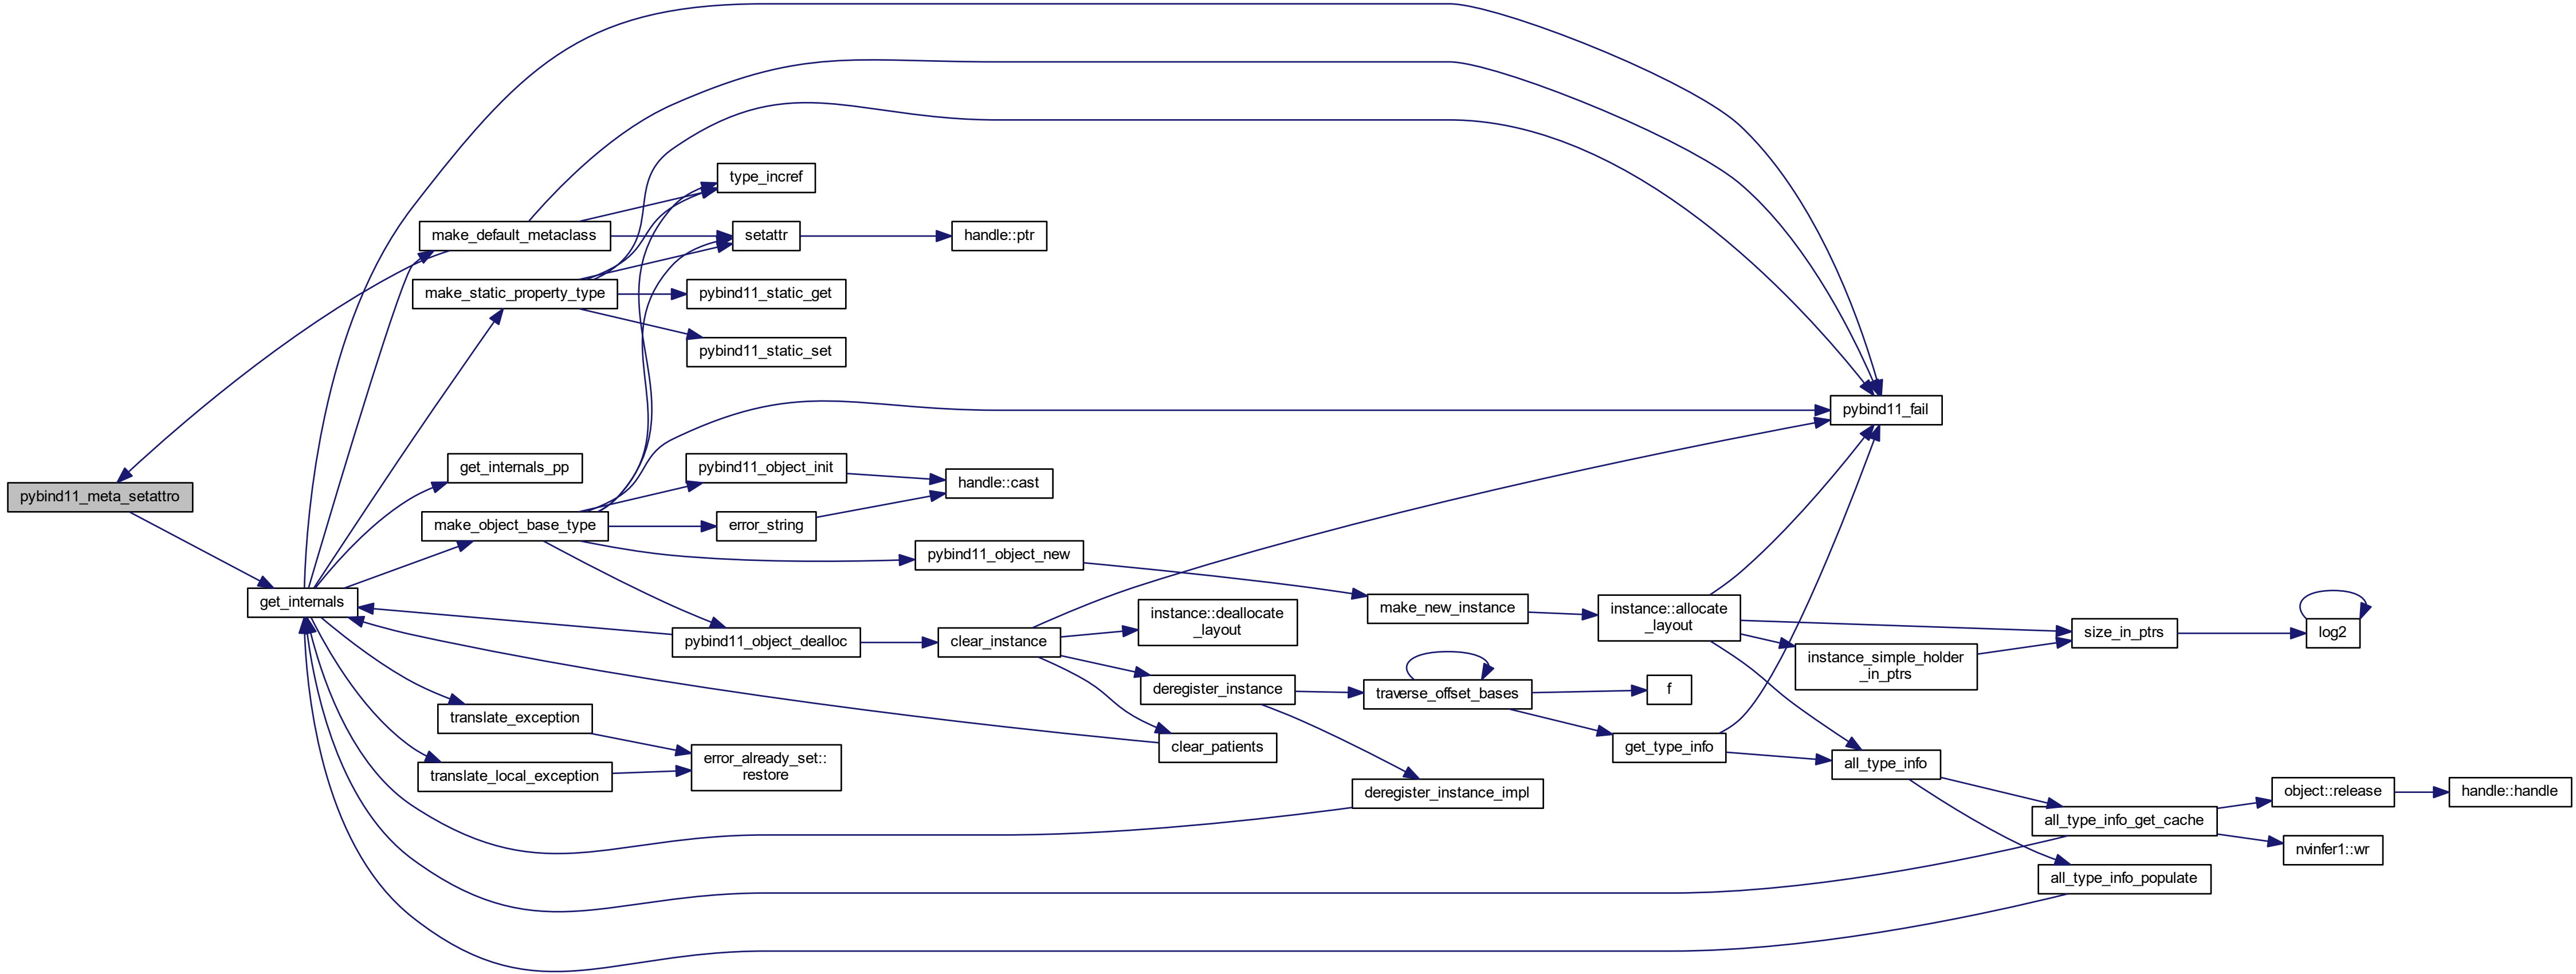 type_incref
make_default_metaclass
setattr
handle::ptr
make_static_property_type
pybind11_static_get
pybind11_static_set
pybind11_fail
get_internals_pp
pybind11_object_init
handle::cast
pybind11_meta_setattro
make_object_base_type
error_string
pybind11_object_new
get_internals
make_new_instance
instance::allocate
_layout
instance::deallocate
_layout
pybind11_object_dealloc
clear_instance
size_in_ptrs
log2
instance_simple_holder
_in_ptrs
deregister_instance
traverse_offset_bases
f
translate_exception
clear_patients
get_type_info
error_already_set::
restore
translate_local_exception
all_type_info
deregister_instance_impl
object::release
handle::handle
all_type_info_get_cache
nvinfer1::wr
all_type_info_populate